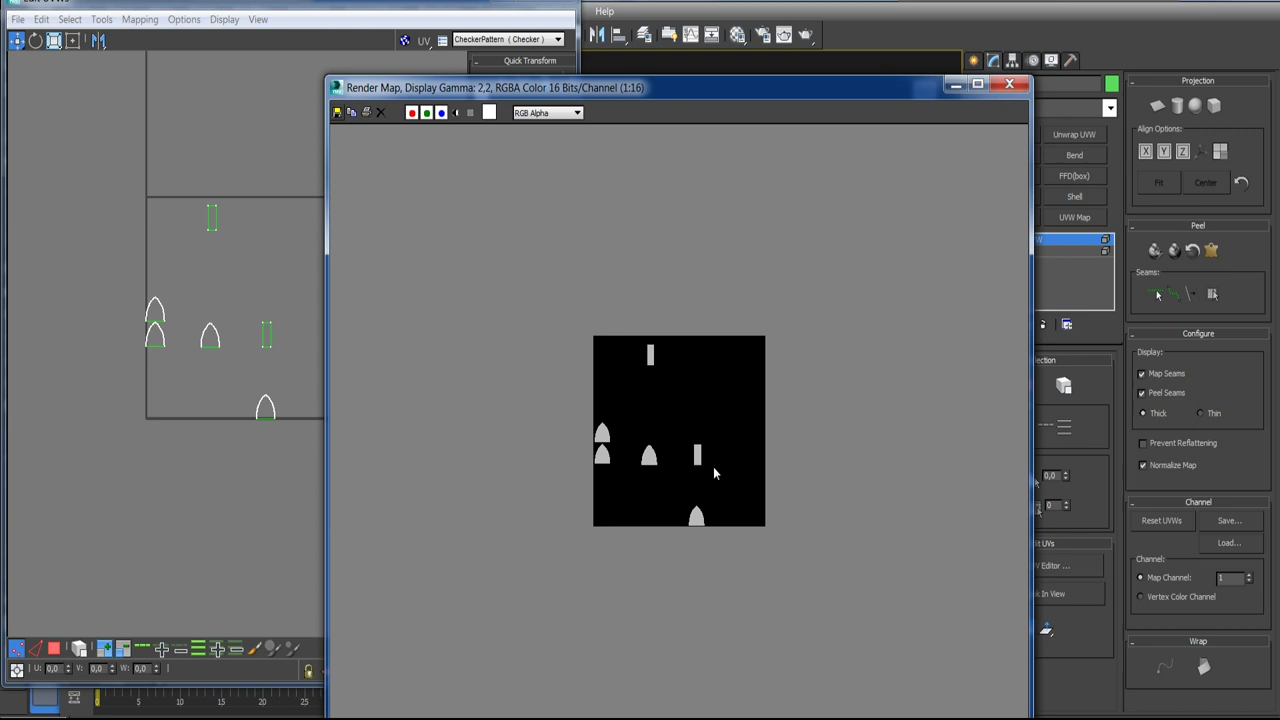 Edit UVWs
File Edit Select Tools Mapping Options Display View
Help
UV
CheckerPattern ( Checker )
Quick Transform
Render Map, Display Gamma: 2,2, RGBA Color 16 Bits/Channel (1:16)
RGB Alpha
Projection
Align Options:
X Y Z
Fit Center
Unwrap UVW
Bend
FFD(box)
Shell
UVW Map
Peel
Seams:
Configure
Display:
Map Seams
Peel Seams
Thick Thin
Prevent Reflattening
Normalize Map
0,0
0
Channel
Reset UVWs Save...
Load...
Channel:
Map Channel: 1
Vertex Color Channel
Wrap
U: 0,0 V: 0,0 W: 0,0
0 5 10 15 20 25